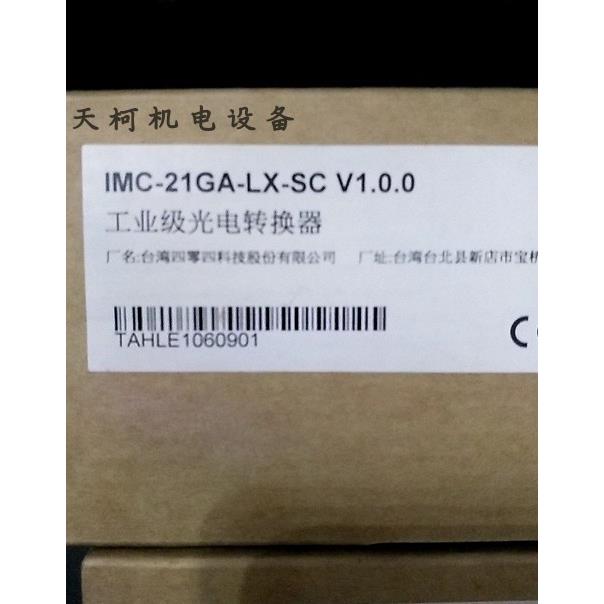 天柯机电设备
IMC-21GA-LX-SC V1.0.0
工业级光电转换器
厂名:台湾四零四科技股份有限公司 厂址:台湾台北县新店市宝桥
TAHLE1060901
CE